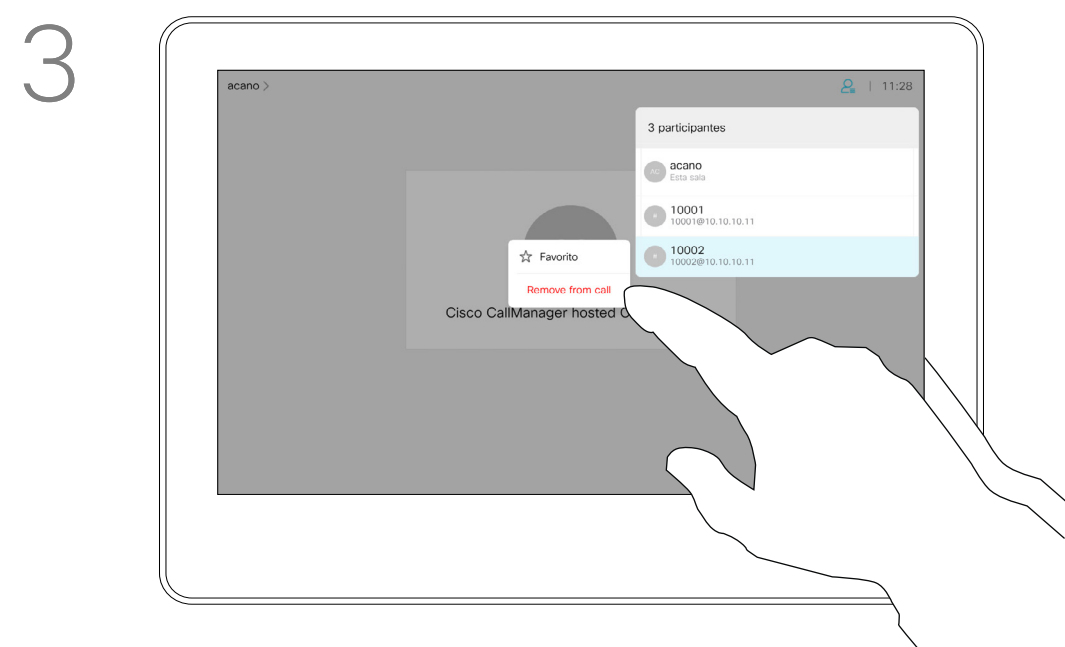 3
acano >
11:28
3 participantes
AC
acano
Esta sala
10001
10001@10.10.10.11
10002
10002@10.10.10.11
Favorito
Remove from call
Cisco CallManager hosted C